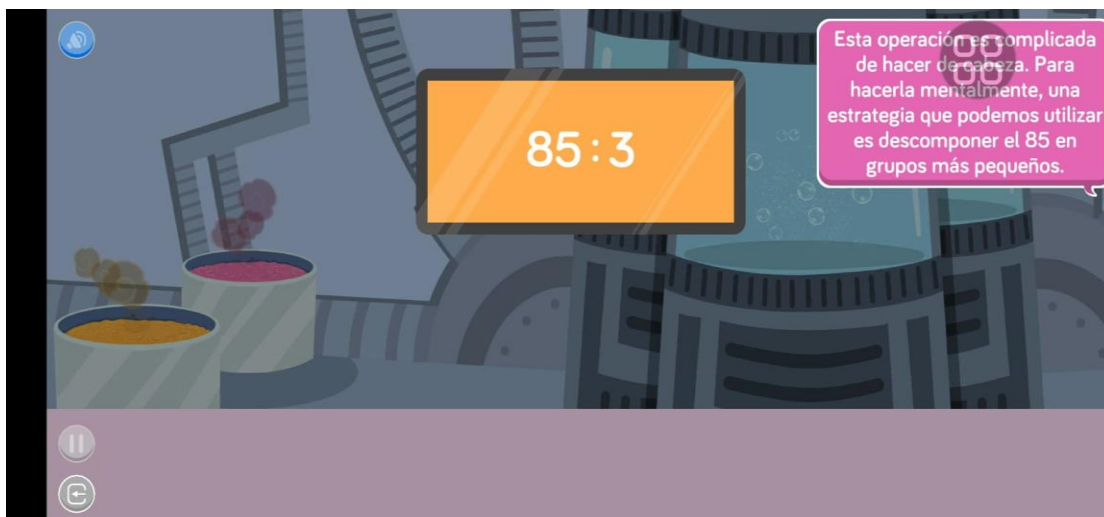 85:3
Esta operación es complicada
de hacer de cabeza. Para
hacerla mentalmente, una
estrategia que podemos utilizar
es descomponer el 85 en
grupos más pequeños.